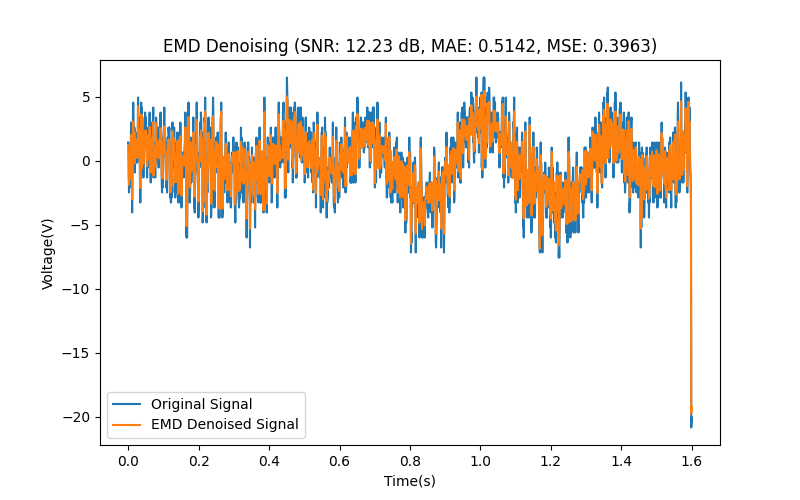 EMD Denoising (SNR: 12.23 dB, MAE: 0.5142, MSE: 0.3963)
5
0
−5
−10
−15
−20
Voltage(V)
Original Signal
EMD Denoised Signal
0.0 0.2 0.4 0.6 0.8 1.0 1.2 1.4 1.6
Time(s)